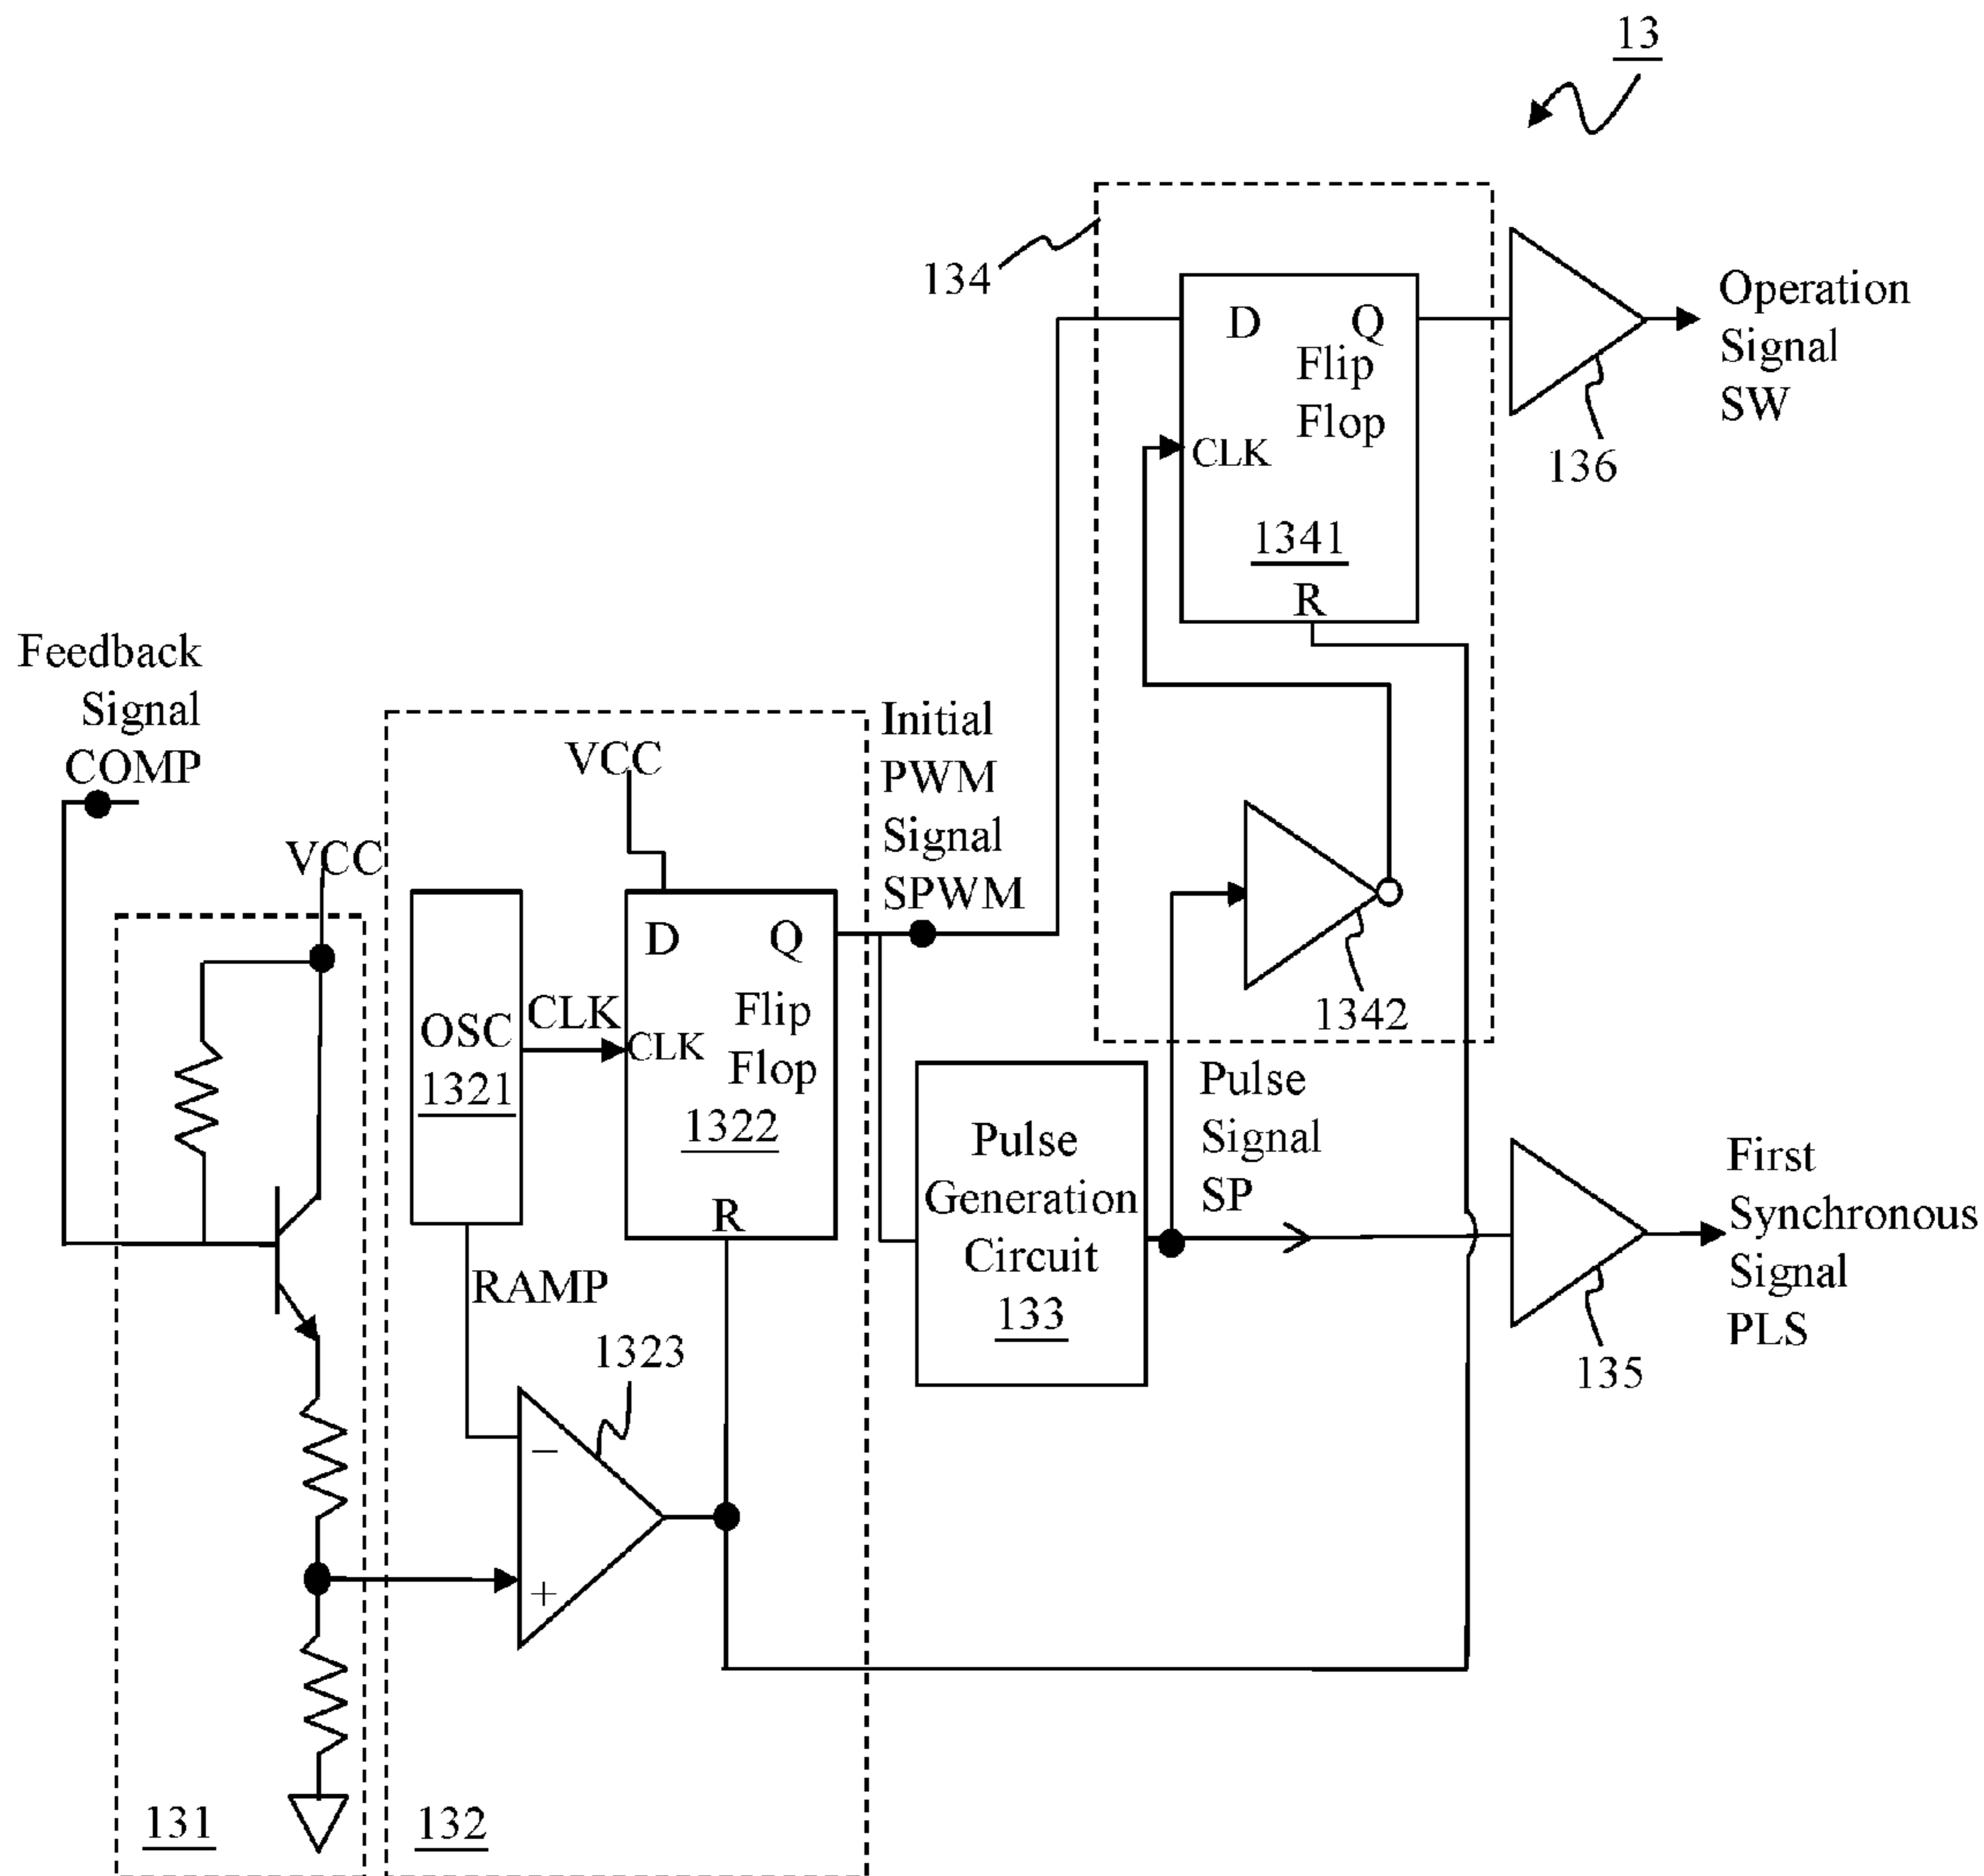 13
134
D Q
Flip
Flop
CLK
1341
R
136
Operation
Signal
SW
Feedback
Signal
COMP
VCC
VCC
Initial
PWM
Signal
SPWM
1342
OSC
1321
CLK
D Q
Flip
Flop
CLK
1322
R
RAMP
1323
−
+
Pulse
Generation
Circuit
133
Pulse
Signal
SP
First
Synchronous
Signal
PLS
135
131
132